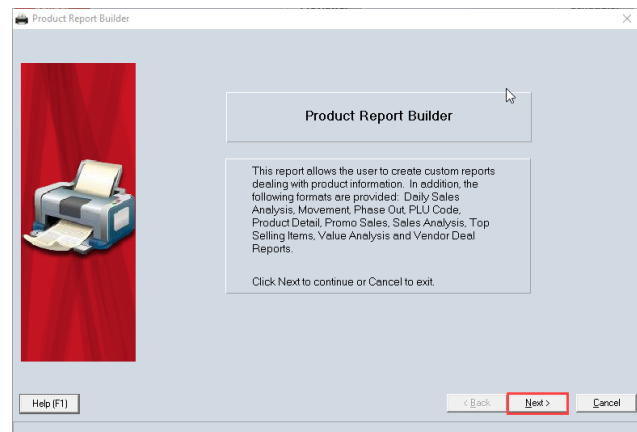 Product Report Builder
Product Report Builder
This report allows the user to create custom reports
dealing with product information. In addition, the
following formats are provided: Daily Sales
Analysis, Movement, Phase Out, PLU Code,
Product Detail, Promo Sales, Sales Analysis, Top
Selling Items, Value Analysis and Vendor Deal
Reports.
Click Next to continue or Cancel to exit.
Help (F1)
< Back
Next >
Cancel